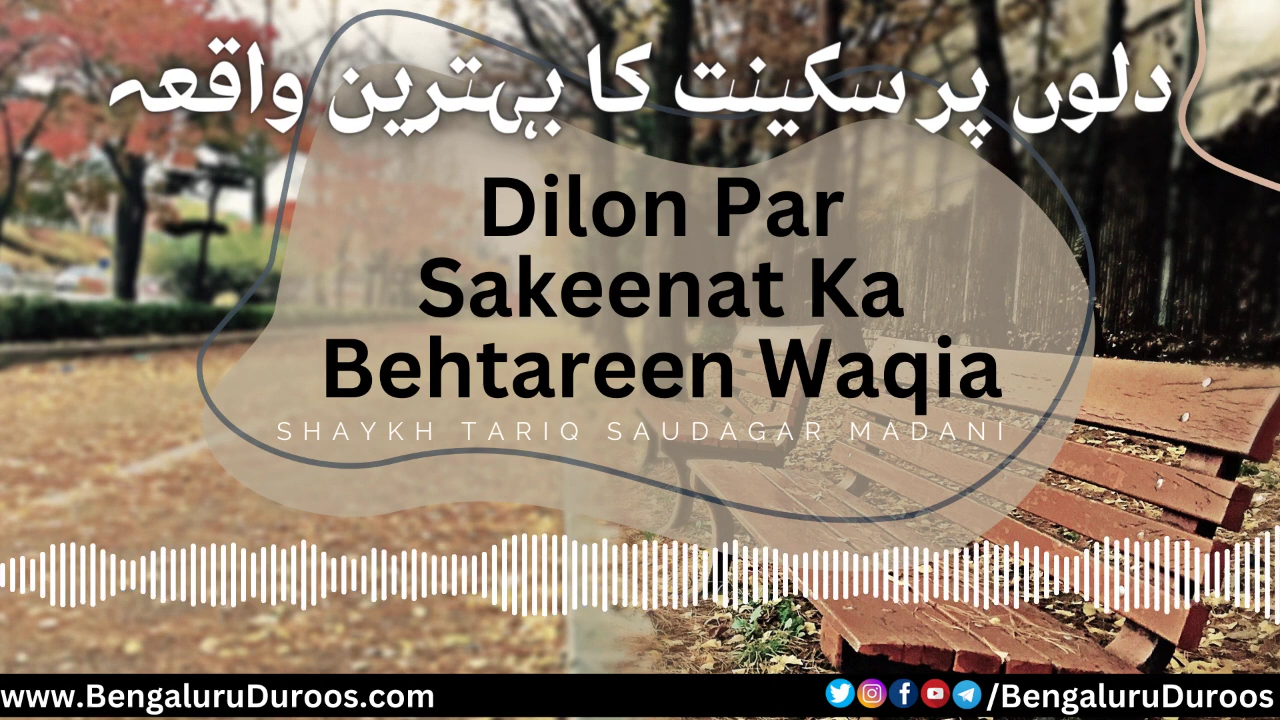 دلوں پر سکینت کا بہترین واقعہ
Dilon Par
Sakeenat Ka
Behtareen Waqia
SHAYKH TARIQ SAUDAGAR MADANI
www.BengaluruDuroos.com
/BengaluruDuroos